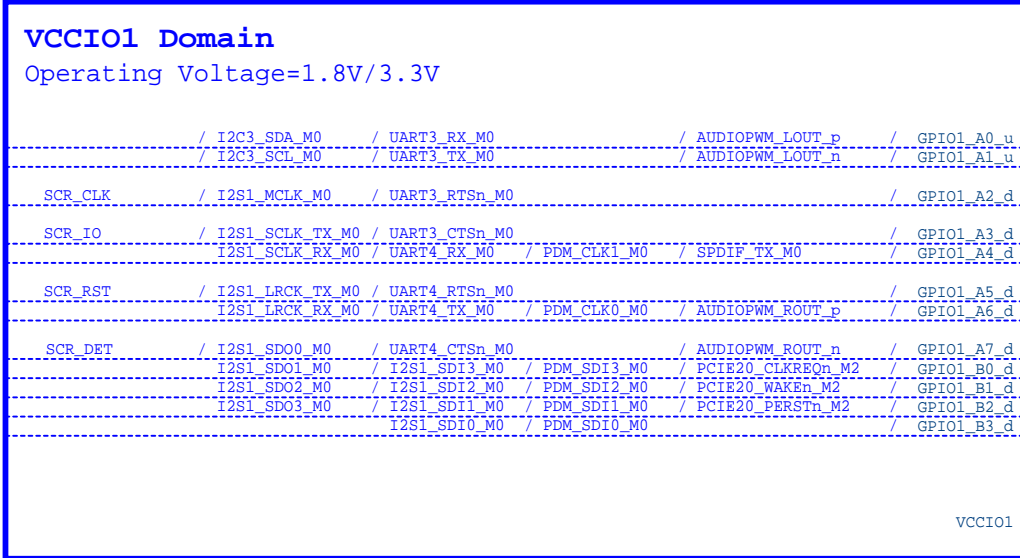 VCCIO1 Domain
Operating Voltage=1.8V/3.3V
/ I2C3_SDA_M0 / UART3_RX_M0 / AUDIOPWM_LOUT_p / GPIO1_A0_u
/ I2C3_SCL_M0 / UART3_TX_M0 / AUDIOPWM_LOUT_n / GPIO1_A1_u
SCR_CLK / I2S1_MCLK_M0 / UART3_RTSn_M0 / GPIO1_A2_d
SCR_IO / I2S1_SCLK_TX_M0 / UART3_CTSn_M0 / GPIO1_A3_d
I2S1_SCLK_RX_M0 / UART4_RX_M0 / PDM_CLK1_M0 / SPDIF_TX_M0 / GPIO1_A4_d
SCR_RST / I2S1_LRCK_TX_M0 / UART4_RTSn_M0 / GPIO1_A5_d
I2S1_LRCK_RX_M0 / UART4_TX_M0 / PDM_CLK0_M0 / AUDIOPWM_ROUT_p / GPIO1_A6_d
SCR_DET / I2S1_SDO0_M0 / UART4_CTSn_M0 / AUDIOPWM_ROUT_n / GPIO1_A7_d
I2S1_SDO1_M0 / I2S1_SDI3_M0 / PDM_SDI3_M0 / PCIE20_CLKREQn_M2 / GPIO1_B0_d
I2S1_SDO2_M0 / I2S1_SDI2_M0 / PDM_SDI2_M0 / PCIE20_WAKEn_M2 / GPIO1_B1_d
I2S1_SDO3_M0 / I2S1_SDI1_M0 / PDM_SDI1_M0 / PCIE20_PERSTn_M2 / GPIO1_B2_d
I2S1_SDI0_M0 / PDM_SDI0_M0 / GPIO1_B3_d
VCCIO1